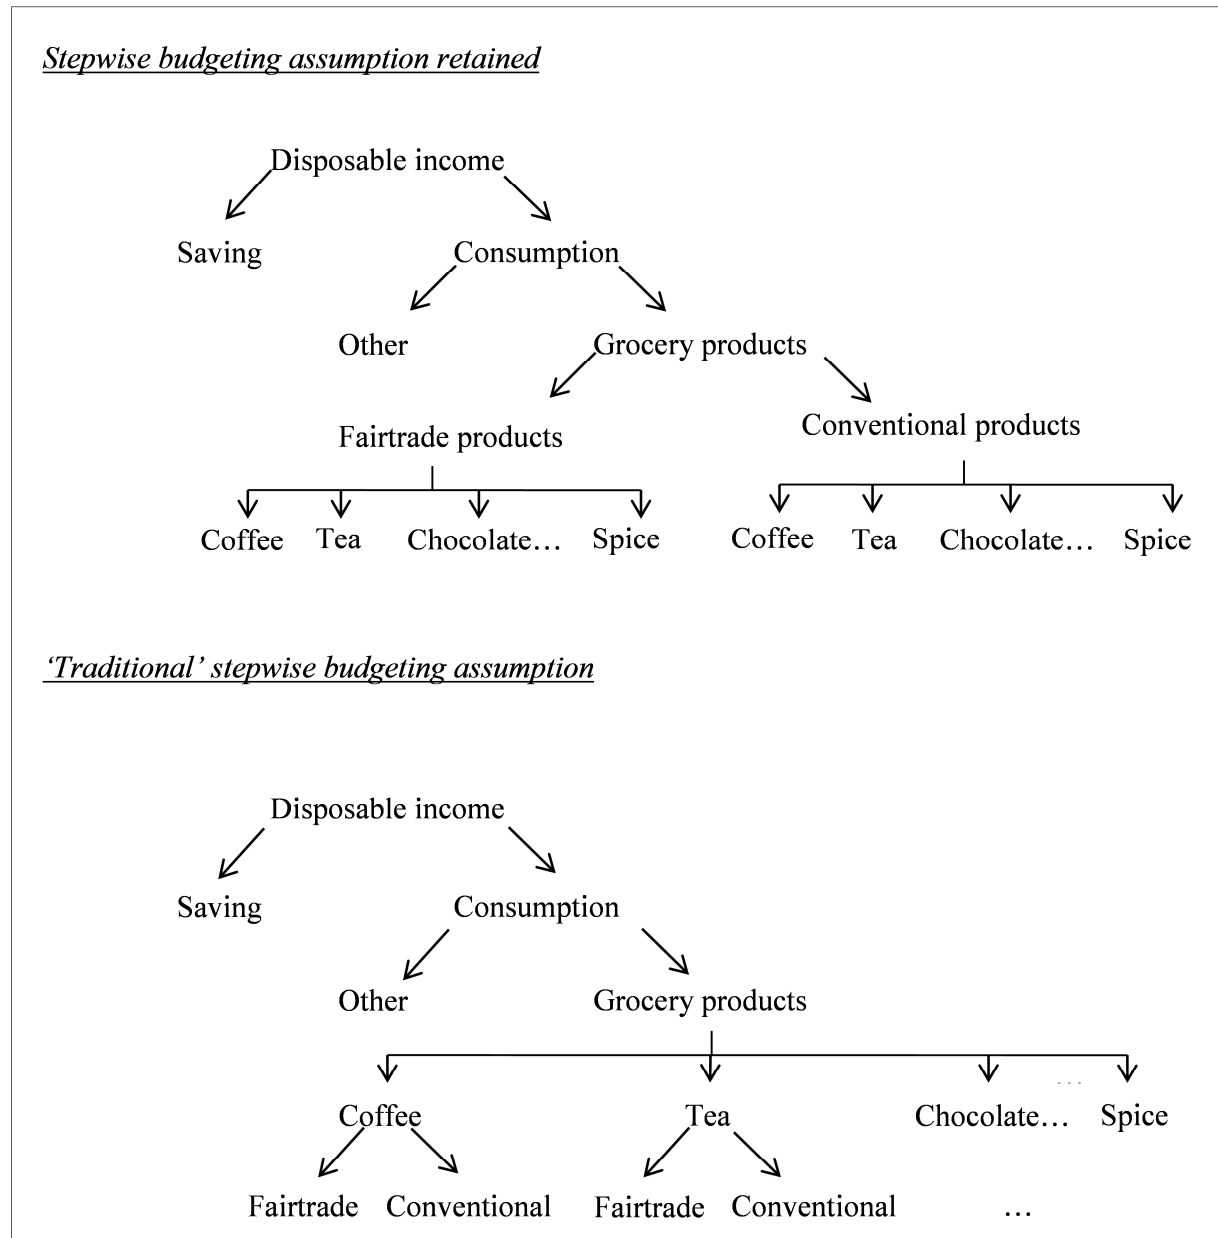 Stepwise budgeting assumption retained
Disposable income
Saving Consumption
Other Grocery products
Fairtrade products Conventional products
Coffee Tea Chocolate… Spice Coffee Tea Chocolate… Spice
‘Traditional’ stepwise budgeting assumption
Disposable income
Saving Consumption
Other Grocery products
...
Coffee Tea Chocolate… Spice
Fairtrade Conventional Fairtrade Conventional …